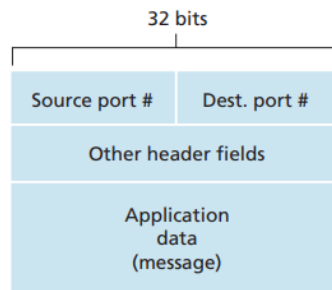 32 bits
Source port # Dest. port #
Other header fields
Application
data
(message)